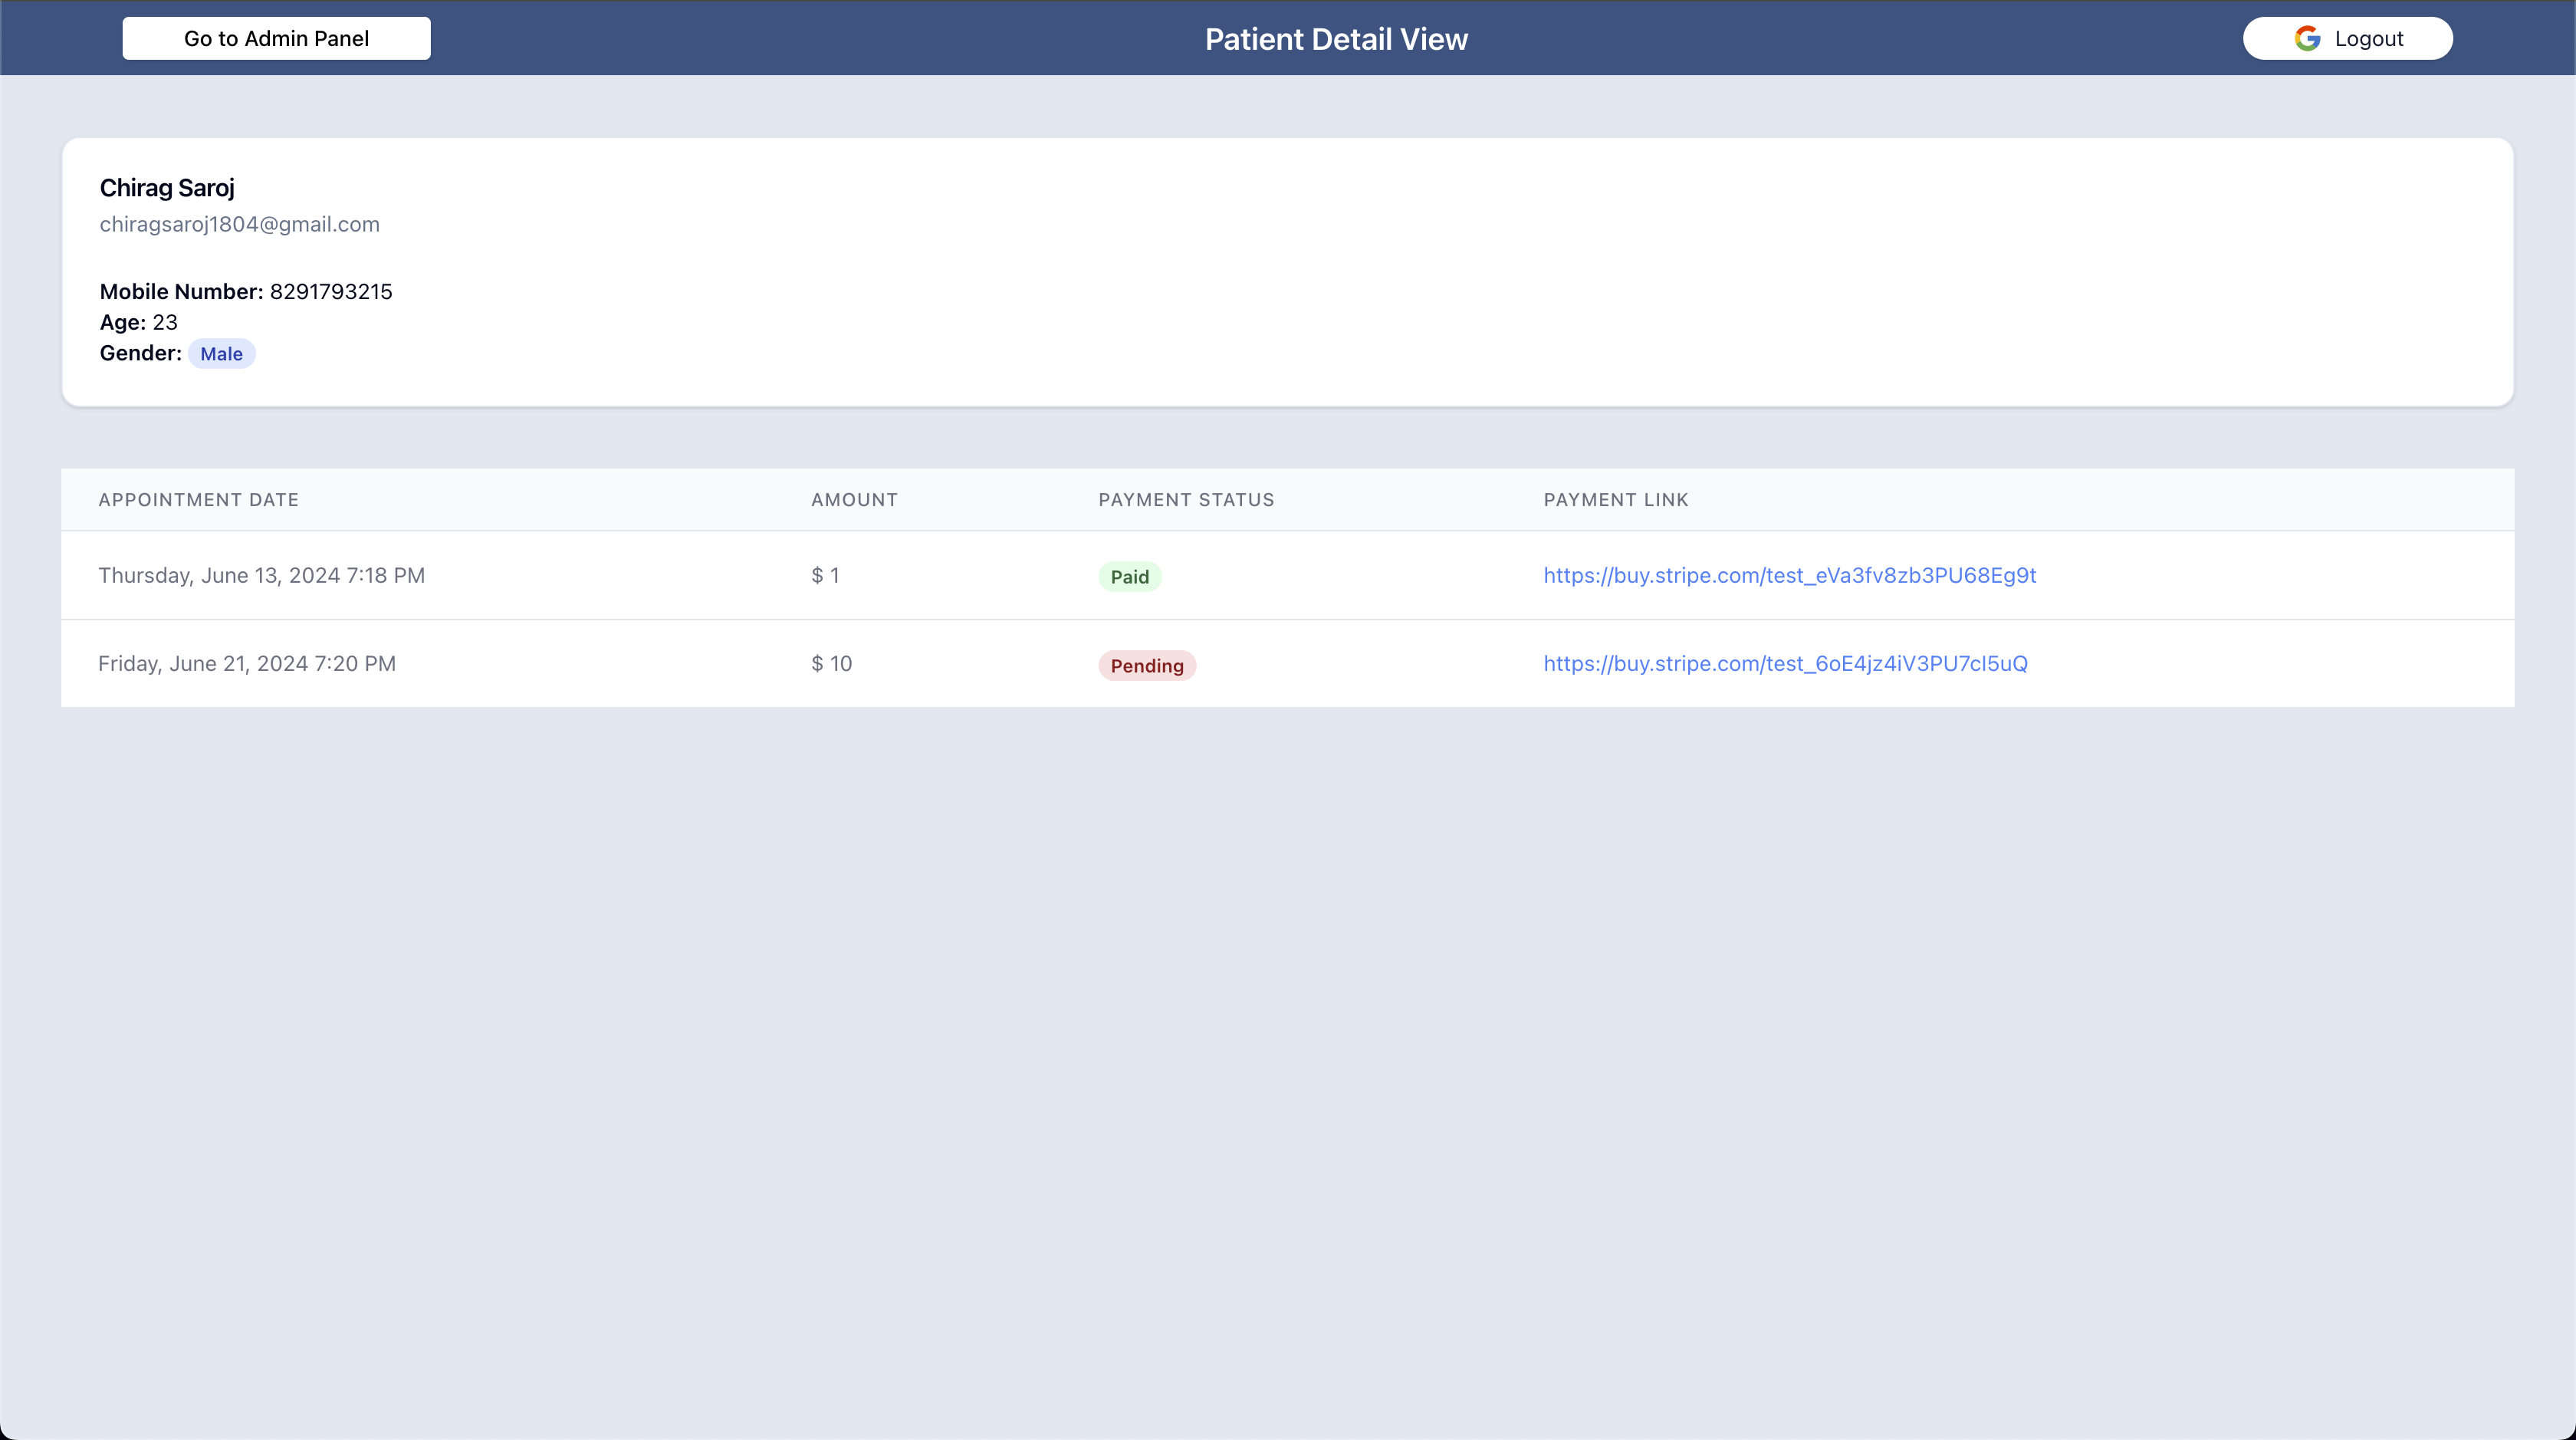 Go to Admin Panel
Patient Detail View
Logout
Chirag Saroj
chiragsaroj1804@gmail.com
Mobile Number: 8291793215
Age: 23
Gender: Male
APPOINTMENT DATE AMOUNT PAYMENT STATUS PAYMENT LINK
Thursday, June 13, 2024 7:18 PM $ 1 Paid https://buy.stripe.com/test_eVa3fv8zb3PU68Eg9t
Friday, June 21, 2024 7:20 PM $ 10 Pending https://buy.stripe.com/test_6oE4jz4iV3PU7cI5uQ